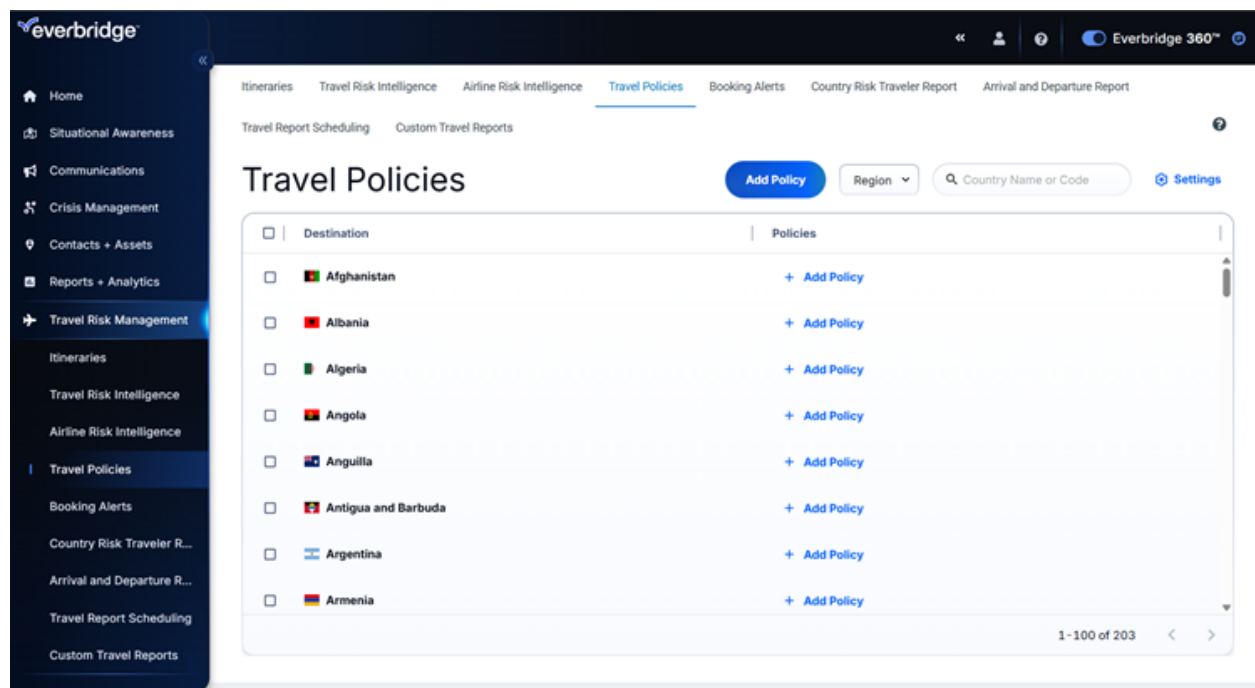 everbridge
Everbridge 360™
Home
Situational Awareness
Communications
Crisis Management
Contacts + Assets
Reports + Analytics
Travel Risk Management
Itineraries
Travel Risk Intelligence
Airline Risk Intelligence
Travel Policies
Booking Alerts
Country Risk Traveler R...
Arrival and Departure R...
Travel Report Scheduling
Custom Travel Reports
Itineraries Travel Risk Intelligence Airline Risk Intelligence Travel Policies Booking Alerts Country Risk Traveler Report Arrival and Departure Report
Travel Report Scheduling Custom Travel Reports
Travel Policies Add Policy Region Country Name or Code Settings
Destination Policies
Afghanistan + Add Policy
Albania + Add Policy
Algeria + Add Policy
Angola + Add Policy
Anguilla + Add Policy
Antigua and Barbuda + Add Policy
Argentina + Add Policy
Armenia + Add Policy
1-100 of 203